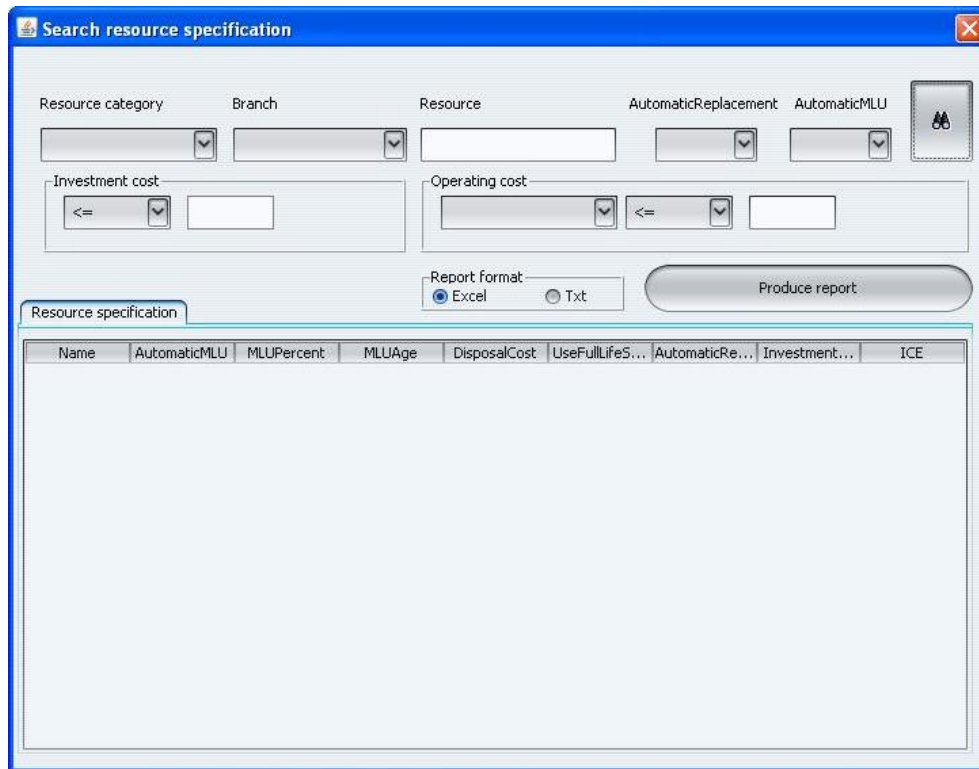 Search resource specification
Resource category Branch Resource AutomaticReplacement AutomaticMLU
Investment cost Operating cost
<= <=
Report format
Excel Txt Produce report
Resource specification
Name AutomaticMLU MLUPercent MLUAge DisposalCost UseFullLifeS... AutomaticRe... Investment... ICE